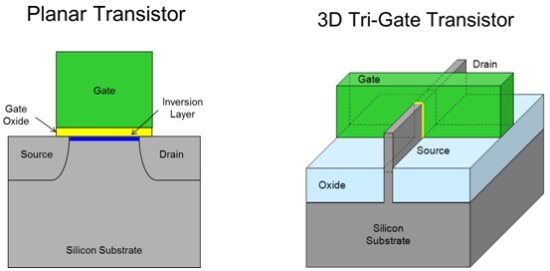 Planar Transistor
Gate
Gate
Oxide
Inversion
Layer
Source
Drain
Silicon Substrate
3D Tri-Gate Transistor
Drain
Gate
Source
Oxide
Silicon
Substrate